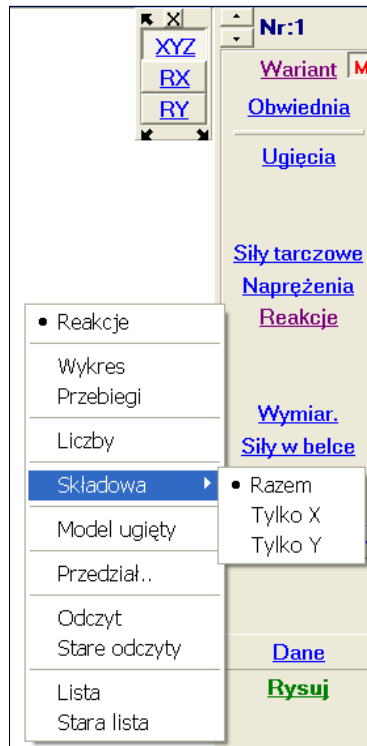 X
XYZ
RX
RY
Nr:1
Wariant M
Obwiednia
Ugięcia
Siły tarczowe
Naprężenia
Reakcje
Wymiar.
Siły w belce
Dane
Rysuj
Reakcje
Wykres
Przebiegi
Liczby
Składowa
Model ugięty
Przedział..
Odczyt
Stare odczyty
Lista
Stara lista
Razem
Tylko X
Tylko Y